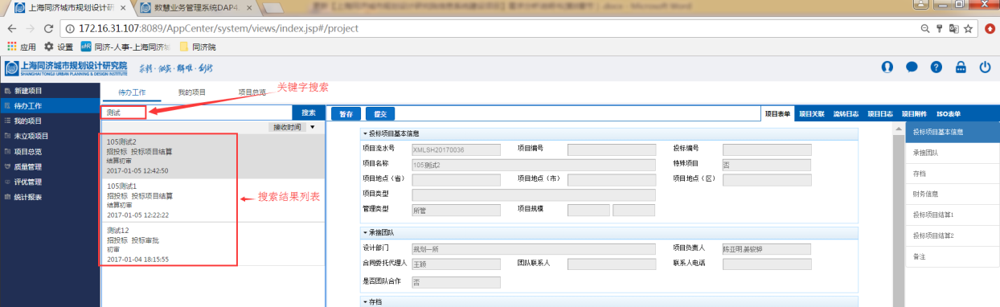 上海同济城市规划设计研
数慧业务管理系统DAP4.
172.16.31.107:8089/AppCenter/system/views/index.jsp#/project
应用 设置 同济-人事-上海同济城 同济院
上海同济城市规划设计研究院
SHANGHAI TONGJI URBAN PLANNING & DESIGN INSTITUTE
新建项目
待办工作
我的项目
未立项项目
项目总览
质量管理
评优管理
统计报表
待办工作 我的项目 项目总览
关键字搜索
测试 搜索
接收时间
105测试2
招投标 投标项目结算
结算初审
2017-01-05 12:42:50
105测试1
招投标 投标项目结算
结算初审
2017-01-05 12:22:22
测试12
招投标 投标审批
初审
2017-01-04 18:15:55
搜索结果列表
暂存 提交
项目表单 项目关联 流转日志 项目日志 项目附件 ISO表单
投标项目基本信息
项目流水号 XMLSH20170036 项目编号 投标编号
项目名称 105测试2 特殊项目 否
项目地点（省） 项目地点（市） 项目地点（区）
项目类型
管理类型 所管 项目规模
承接团队
设计部门 规划一所 项目负责人 陈亚明,姜锬婵
合同委托代理人 王颖 团队联系人 联系人电话
是否团队合作 否
存档
投标项目基本信息
承接团队
存档
财务信息
投标项目结算1
投标项目结算2
备注